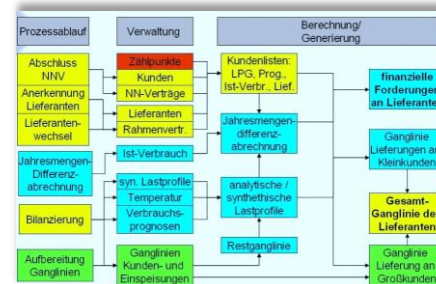 Prozessablauf
Verwaltung
Berechnung/
Generierung
Abschluss
NNV
Anerkennung
Lieferanten
Lieferanten-
wechsel
Jahresmengen-
Differenz-
abrechnung
Bilanzierung
Aufbereitung
Ganglinien
Zählpunkte
Kunden
NN-Verträge
Lieferanten
Rahmenvertr.
Ist-Verbrauch
syn. Lastprofile
Temperatur
Verbrauchs-
prognosen
Ganglinien
Kunden- und
Einspeisungen
Kundenlisten:
LPG, Prog.,
Ist-Verbr., Lief.
Jahresmengen-
differenz-
abrechnung
analytische /
synthethische
Lastprofile
Restganglinie
finanzielle
Forderungen
an Lieferanten
Ganglinie
Lieferungen an
Kleinkunden
Gesamt-
Ganglinie des
Lieferanten
Ganglinie
Lieferung an
Großkunden